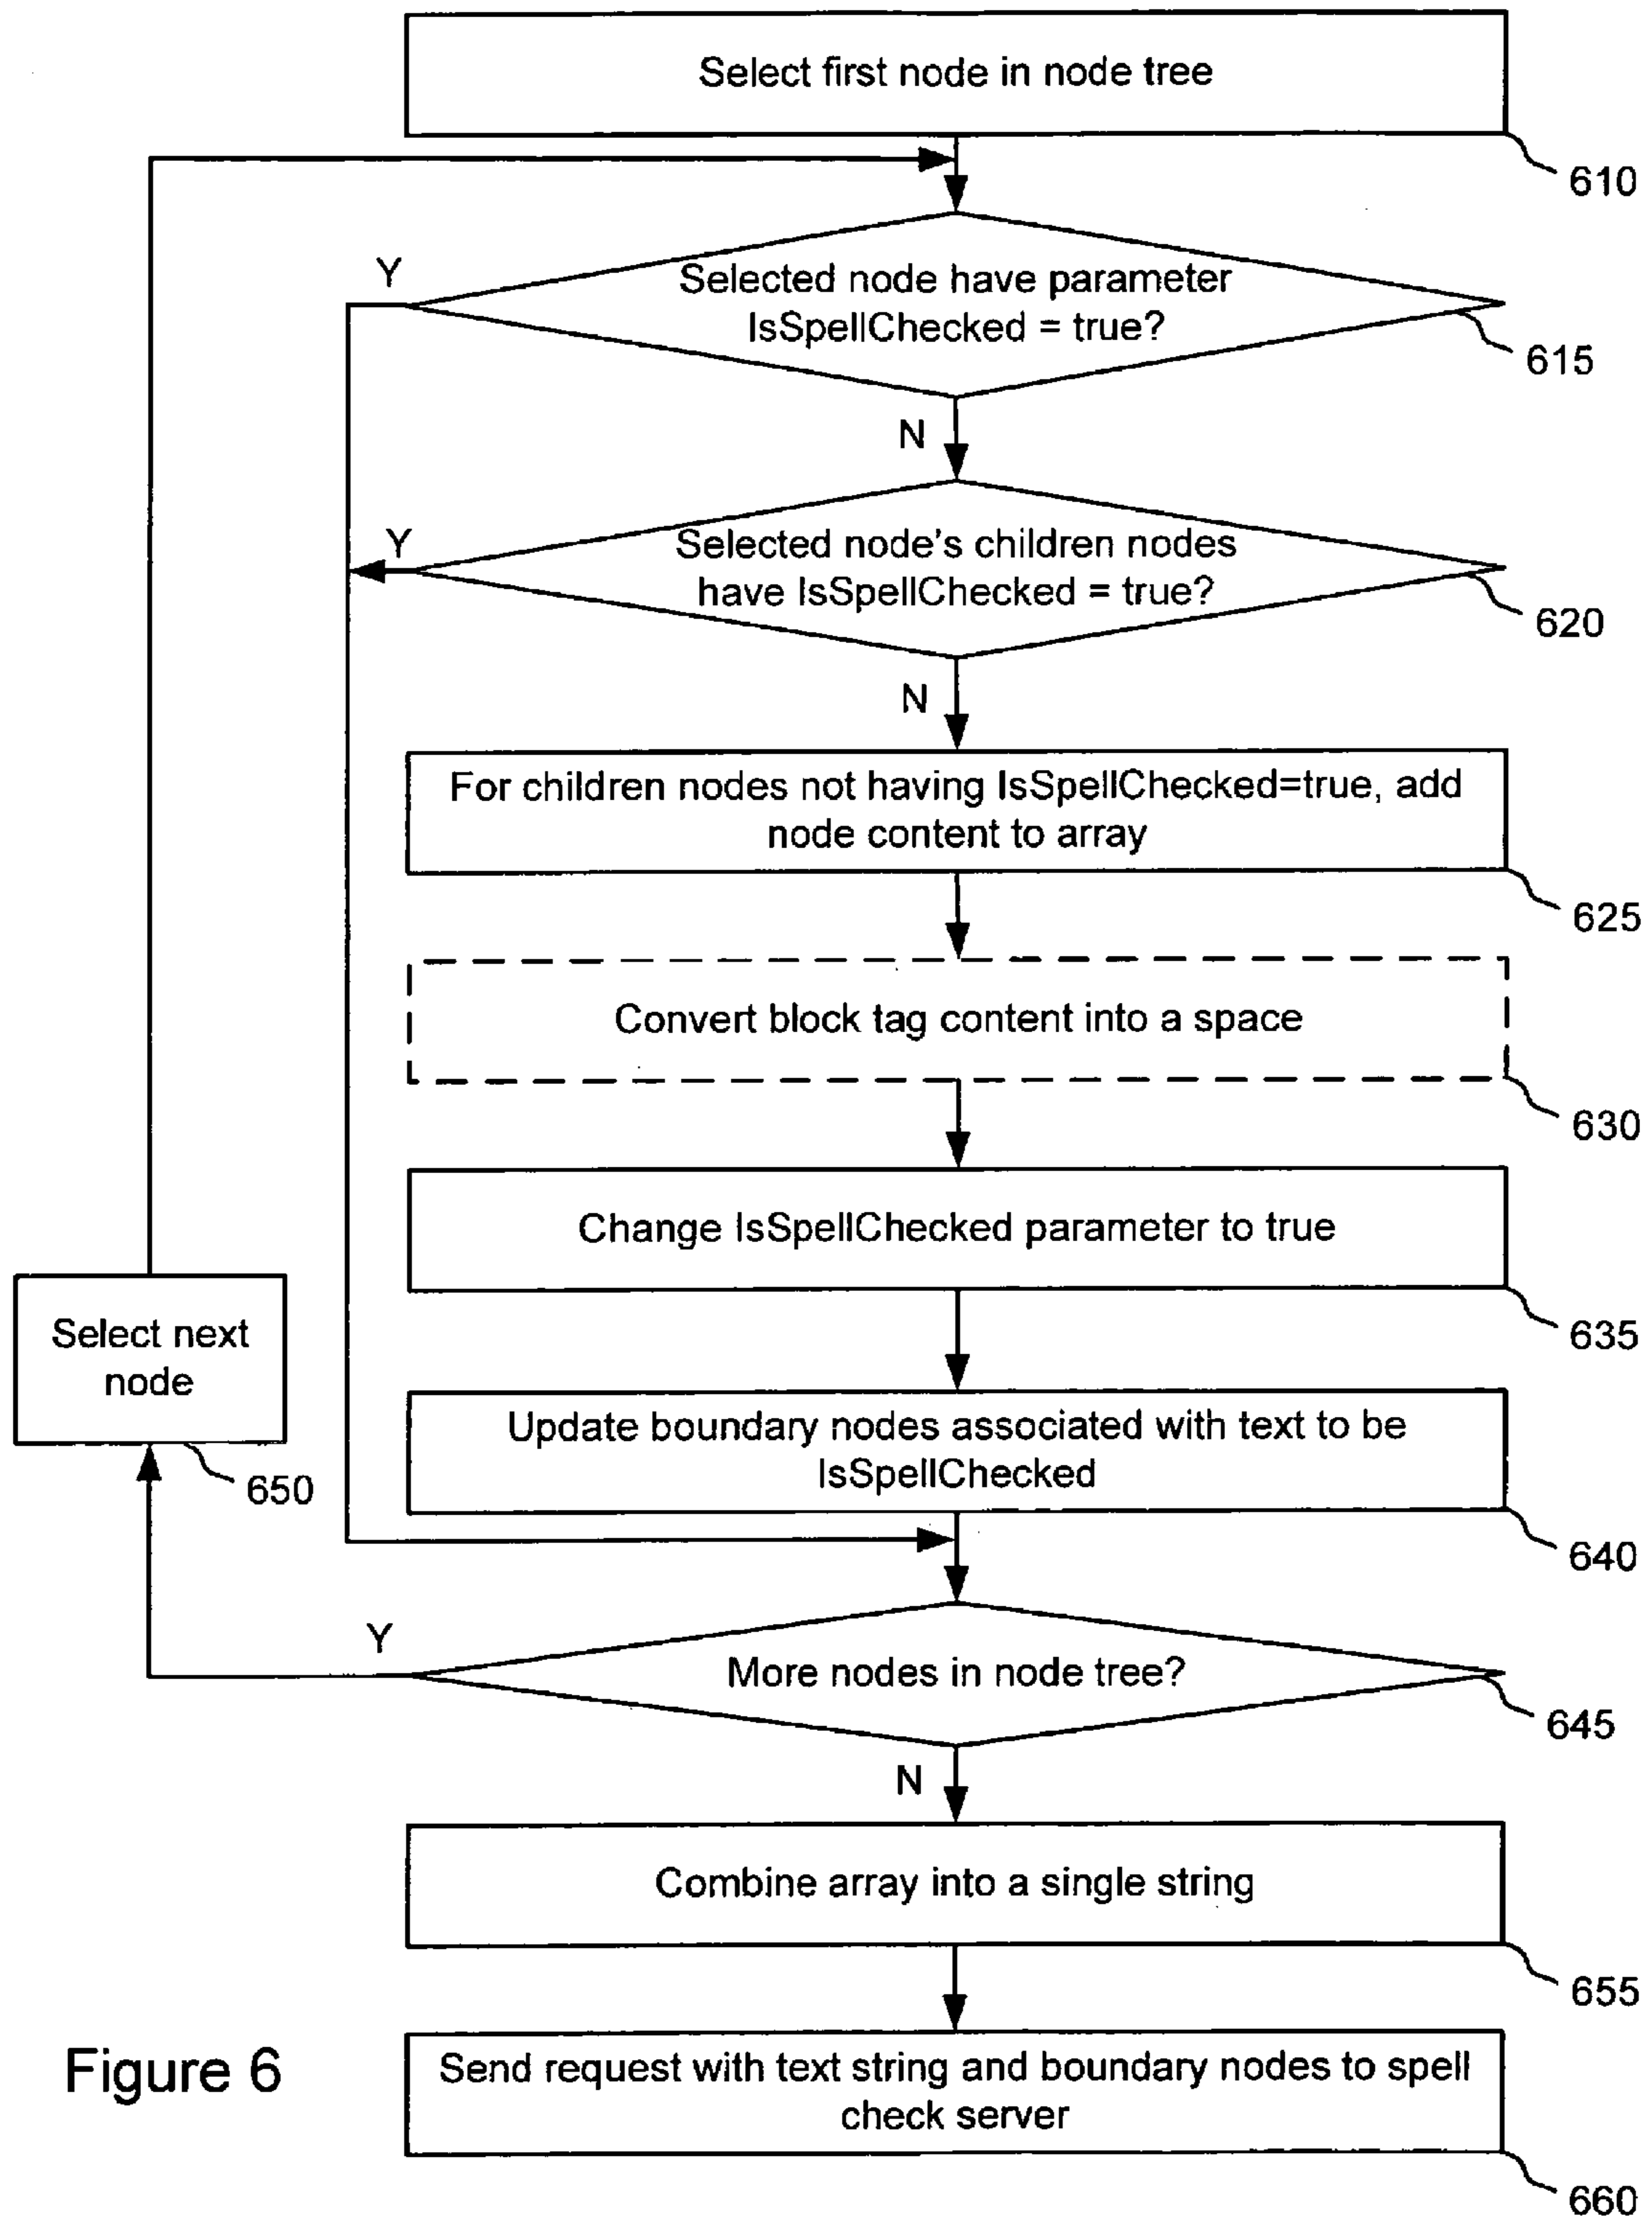 Select first node in node tree
610
Y
Selected node have parameter
IsSpellChecked = true?
615
N
Y
Selected node's children nodes
have IsSpellChecked = true?
620
N
For children nodes not having IsSpellChecked=true, add
node content to array
625
Convert block tag content into a space
630
Change IsSpellChecked parameter to true
635
Select next
node
650
Update boundary nodes associated with text to be
IsSpellChecked
640
Y
More nodes in node tree?
645
N
Combine array into a single string
655
Figure 6
Send request with text string and boundary nodes to spell
check server
660